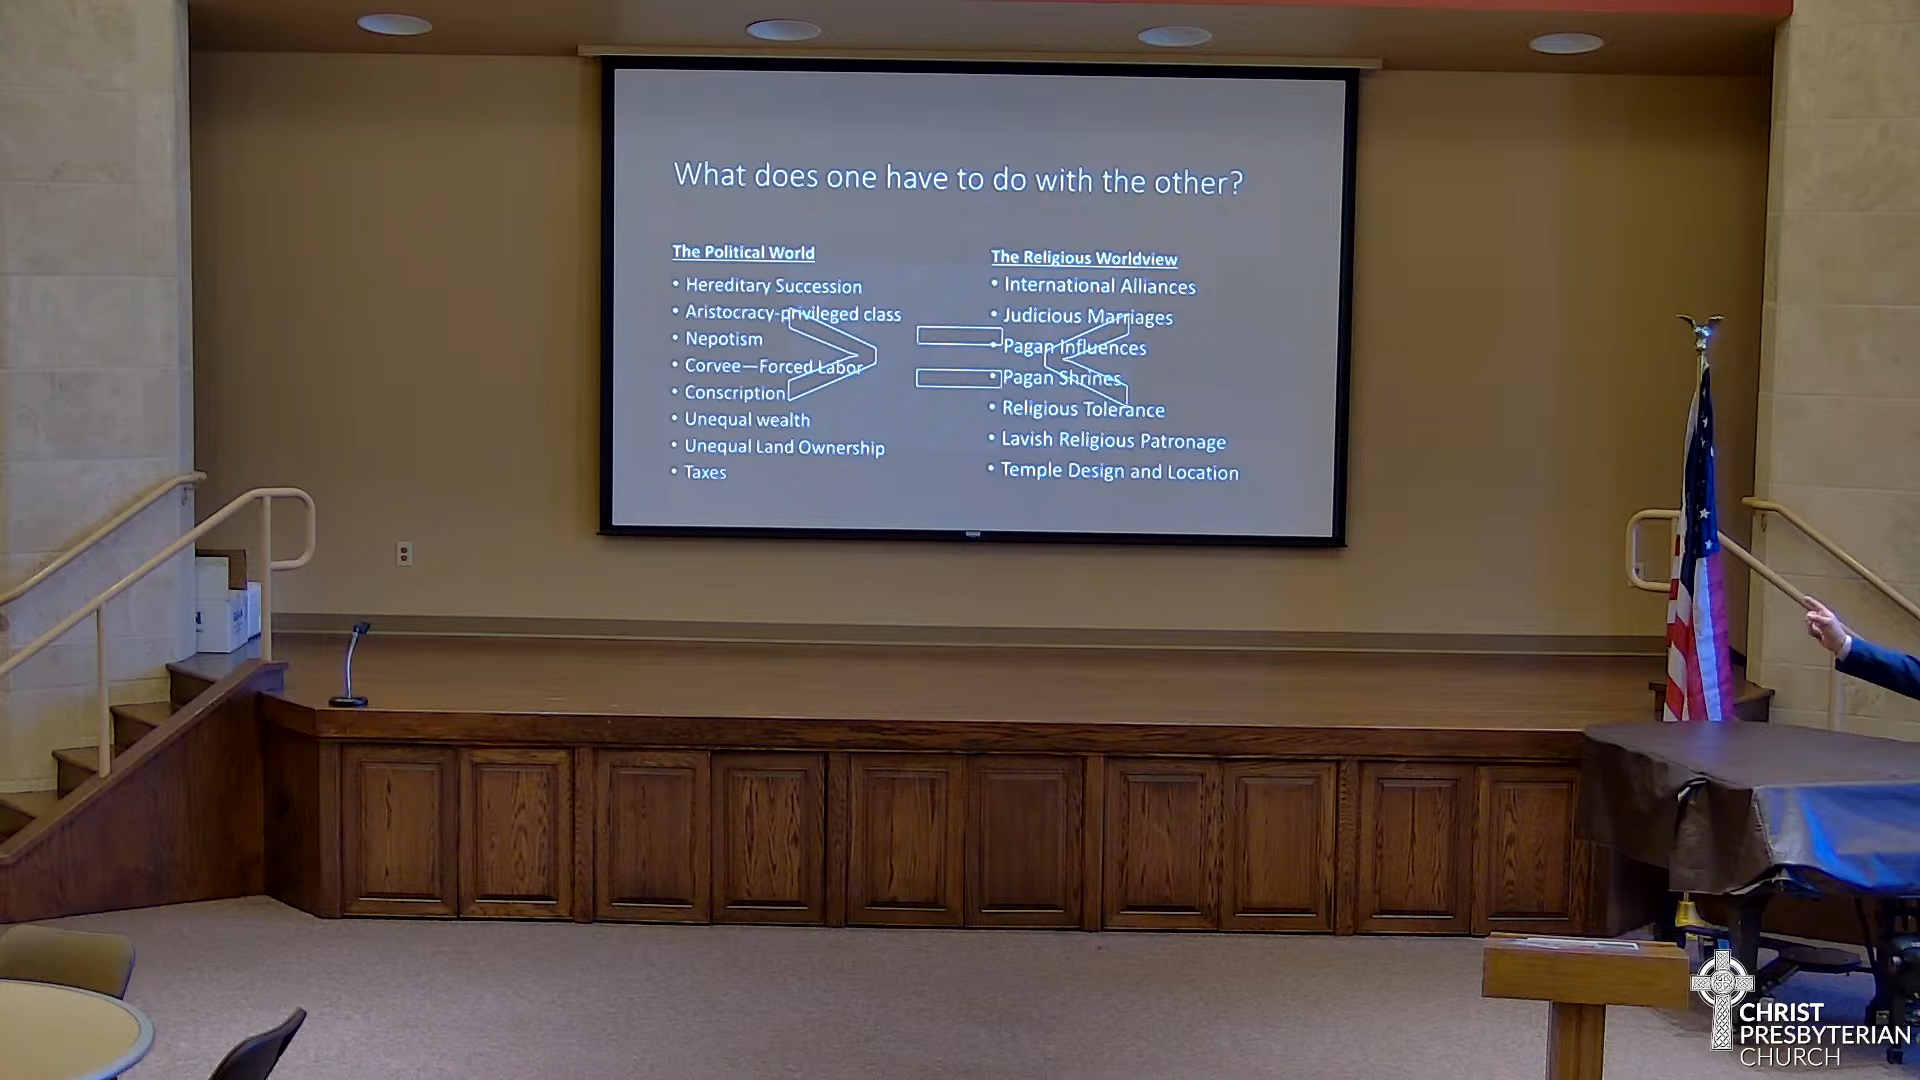 What does one have to do with the other?
The Political World
• Hereditary Succession
• Aristocracy-privileged class
• Nepotism
• Corvee—Forced Labor
• Conscription
• Unequal wealth
• Unequal Land Ownership
• Taxes
The Religious Worldview
• International Alliances
• Judicious Marriages
• Pagan Influences
• Pagan Shrines
• Religious Tolerance
• Lavish Religious Patronage
• Temple Design and Location
CHRIST
PRESBYTERIAN
CHURCH